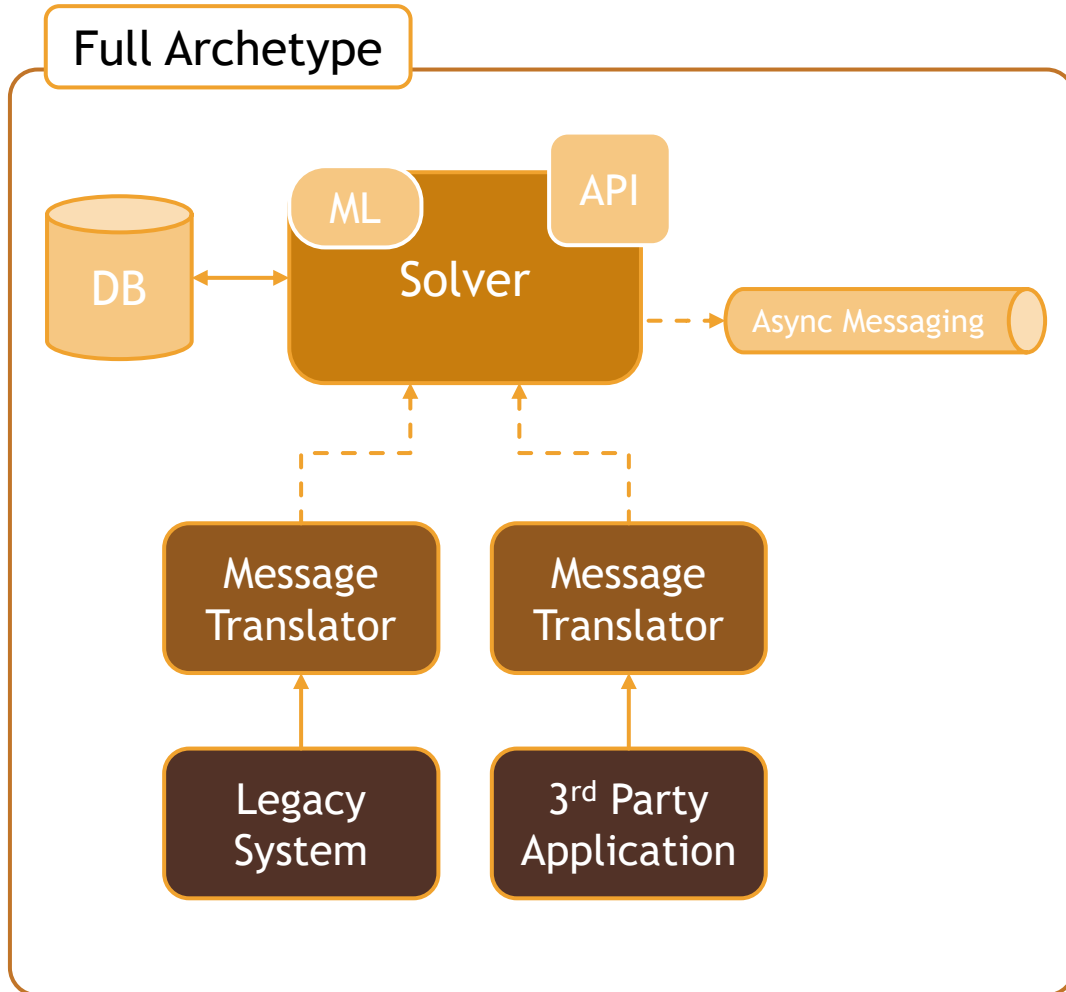 Full Archetype
ML
API
DB
Solver
Async Messaging
Message
Translator
Message
Translator
Legacy
System
3rd Party
Application